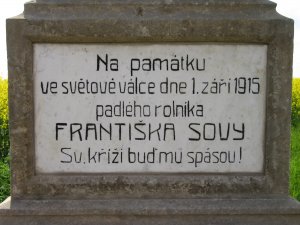 Na památku
ve světové válce dne 1. září 1915
padlého rolníka
FRANTIŠKA SOVY.
Sv. kříži buď mu spásou!